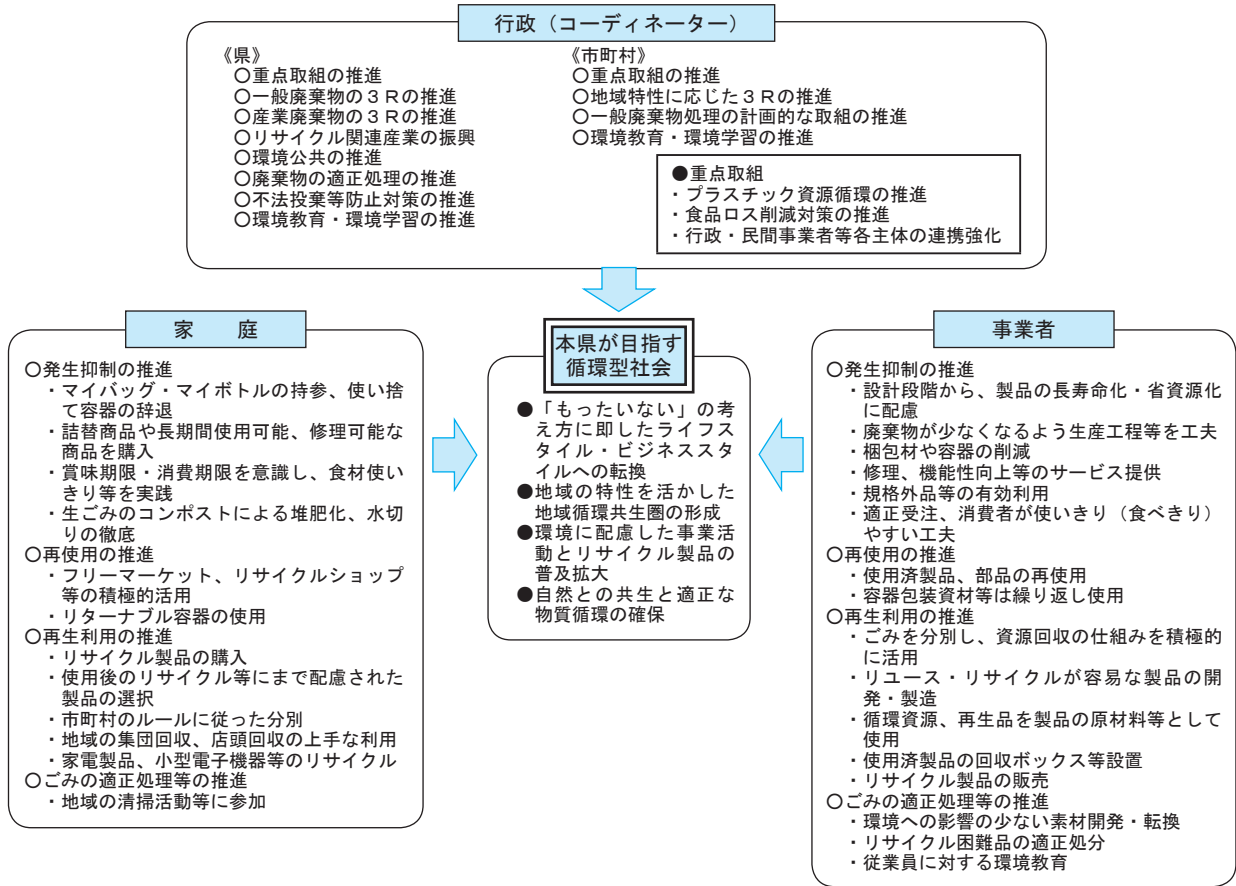 行政（コーディネーター）
《県》
○重点取組の推進
○一般廃棄物の３Ｒの推進
○産業廃棄物の３Ｒの推進
○リサイクル関連産業の振興
○環境公共の推進
○廃棄物の適正処理の推進
○不法投棄等防止対策の推進
○環境教育・環境学習の推進
《市町村》
○重点取組の推進
○地域特性に応じた３Ｒの推進
○一般廃棄物処理の計画的な取組の推進
○環境教育・環境学習の推進
●重点取組
・プラスチック資源循環の推進
・食品ロス削減対策の推進
・行政・民間事業者等各主体の連携強化
家　　庭
○発生抑制の推進
・マイバッグ・マイボトルの持参、使い捨
て容器の辞退
・詰替商品や長期間使用可能、修理可能な
商品を購入
・賞味期限・消費期限を意識し、食材使い
きり等を実践
・生ごみのコンポストによる堆肥化、水切
りの徹底
○再使用の推進
・フリーマーケット、リサイクルショップ
等の積極的活用
・リターナブル容器の使用
○再生利用の推進
・リサイクル製品の購入
・使用後のリサイクル等にまで配慮された
製品の選択
・市町村のルールに従った分別
・地域の集団回収、店頭回収の上手な利用
・家電製品、小型電子機器等のリサイクル
○ごみの適正処理等の推進
・地域の清掃活動等に参加
本県が目指す
循環型社会
●「もったいない」の考
え方に即したライフス
タイル・ビジネススタ
イルへの転換
●地域の特性を活かした
地域循環共生圏の形成
●環境に配慮した事業活
動とリサイクル製品の
普及拡大
●自然との共生と適正な
物質循環の確保
事業者
○発生抑制の推進
・設計段階から、製品の長寿命化・省資源化
に配慮
・廃棄物が少なくなるよう生産工程等を工夫
・梱包材や容器の削減
・修理、機能性向上等のサービス提供
・規格外品等の有効利用
・適正受注、消費者が使いきり（食べきり）
やすい工夫
○再使用の推進
・使用済製品、部品の再使用
・容器包装資材等は繰り返し使用
○再生利用の推進
・ごみを分別し、資源回収の仕組みを積極的
に活用
・リユース・リサイクルが容易な製品の開
発・製造
・循環資源、再生品を製品の原材料等として
使用
・使用済製品の回収ボックス等設置
・リサイクル製品の販売
○ごみの適正処理等の推進
・環境への影響の少ない素材開発・転換
・リサイクル困難品の適正処分
・従業員に対する環境教育